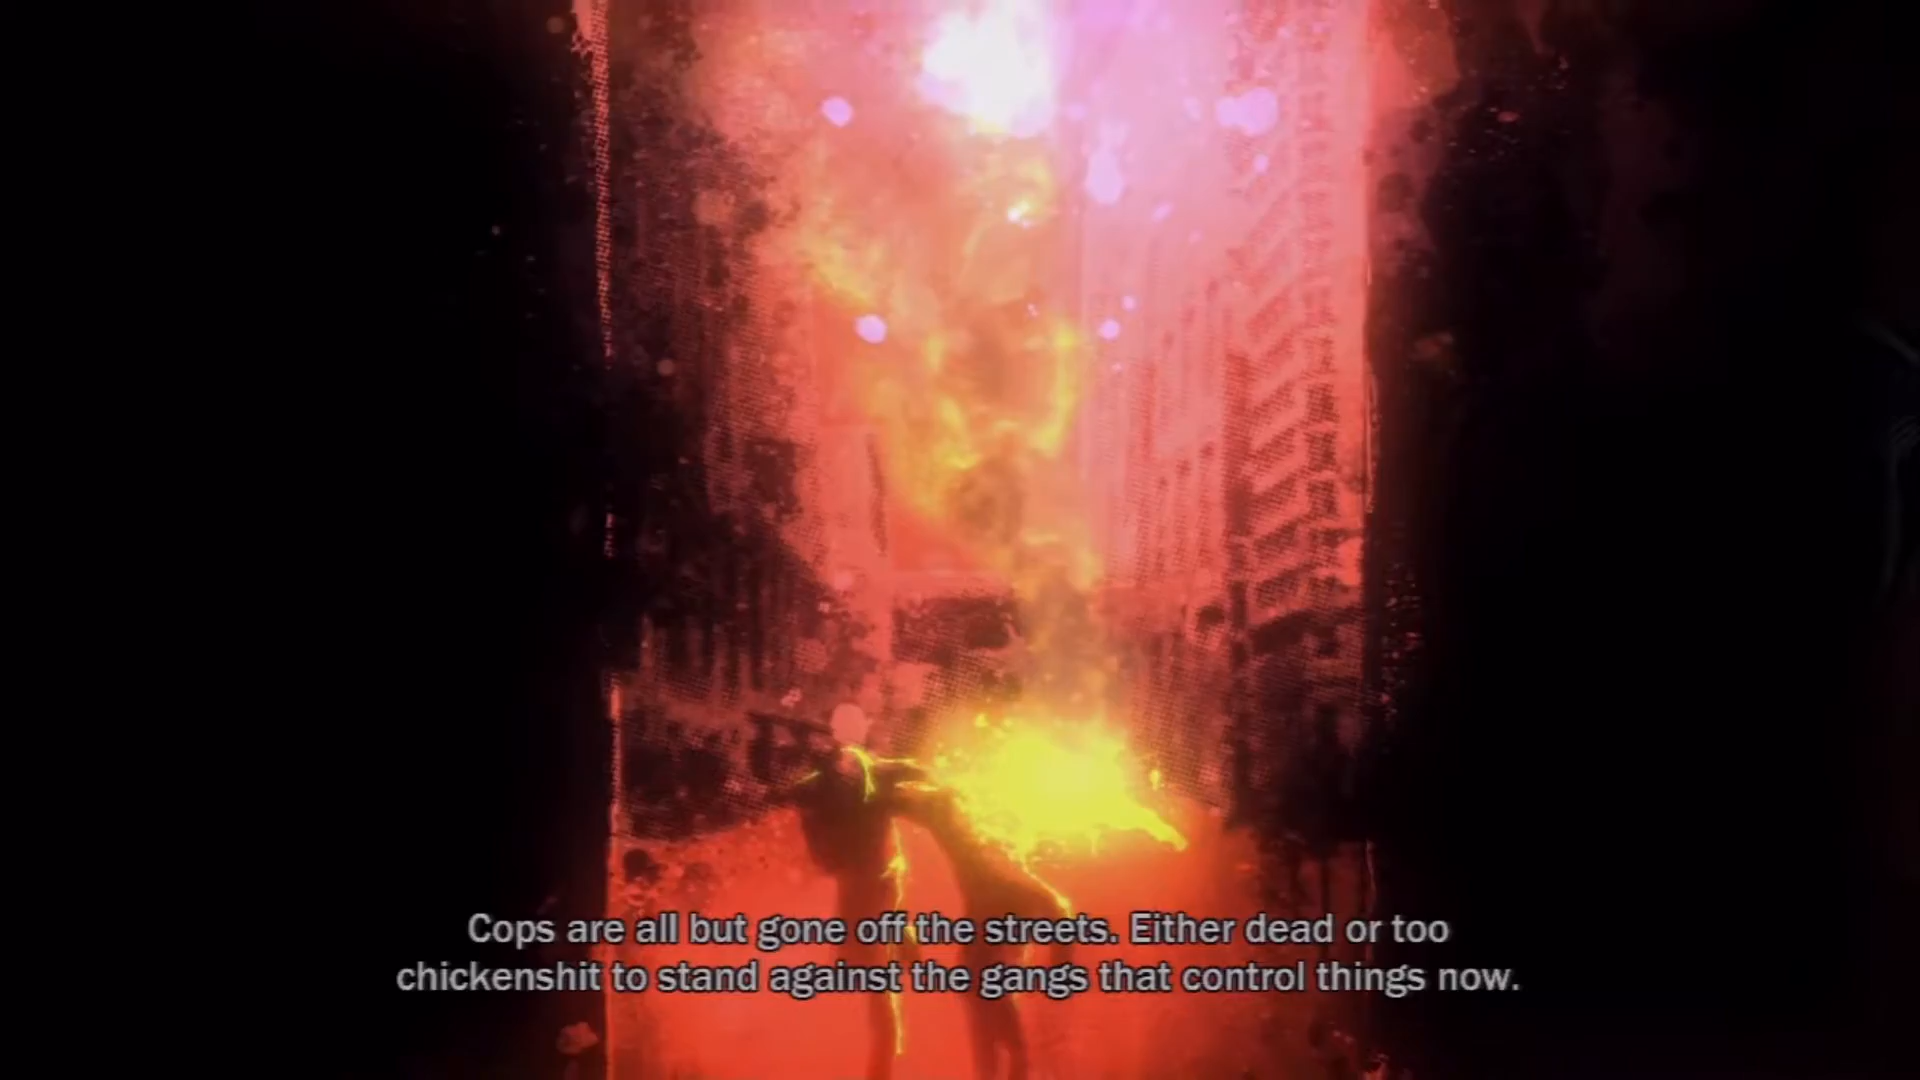 Cops are all but gone off the streets. Either dead or too
chickenshit to stand against the gangs that control things now.